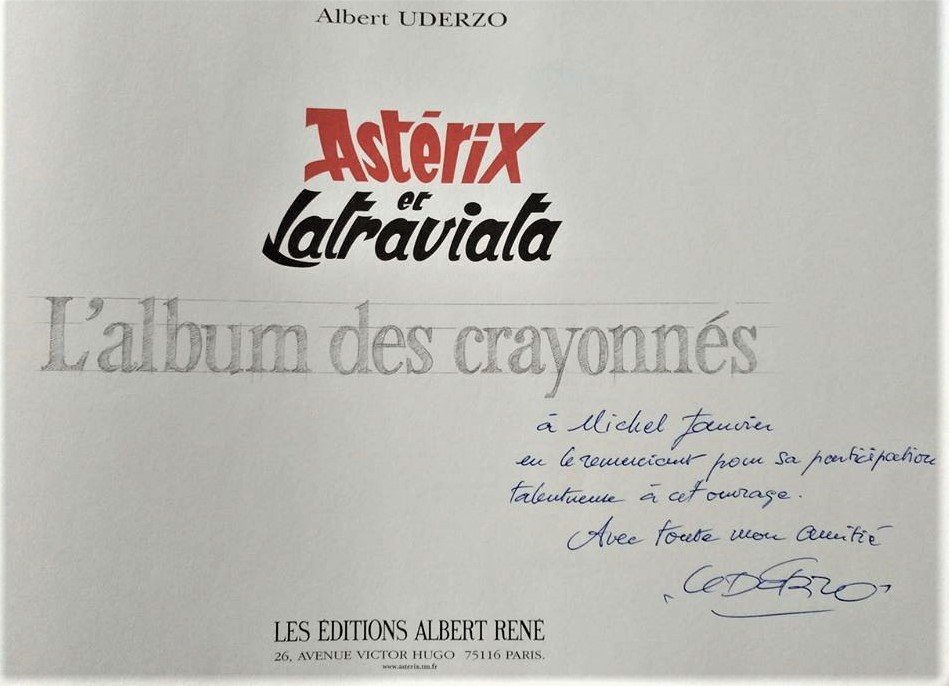 Albert UDERZO
Astérix
et
Latraviata
L'album des crayonnés
à Michel Janvier
en le remerciant pour sa participation
talentueuse à cet ouvrage.
Avec toute mon amitié
UDERZO
LES ÉDITIONS ALBERT RENÉ
26, AVENUE VICTOR HUGO 75116 PARIS.
www.asterix.tm.fr